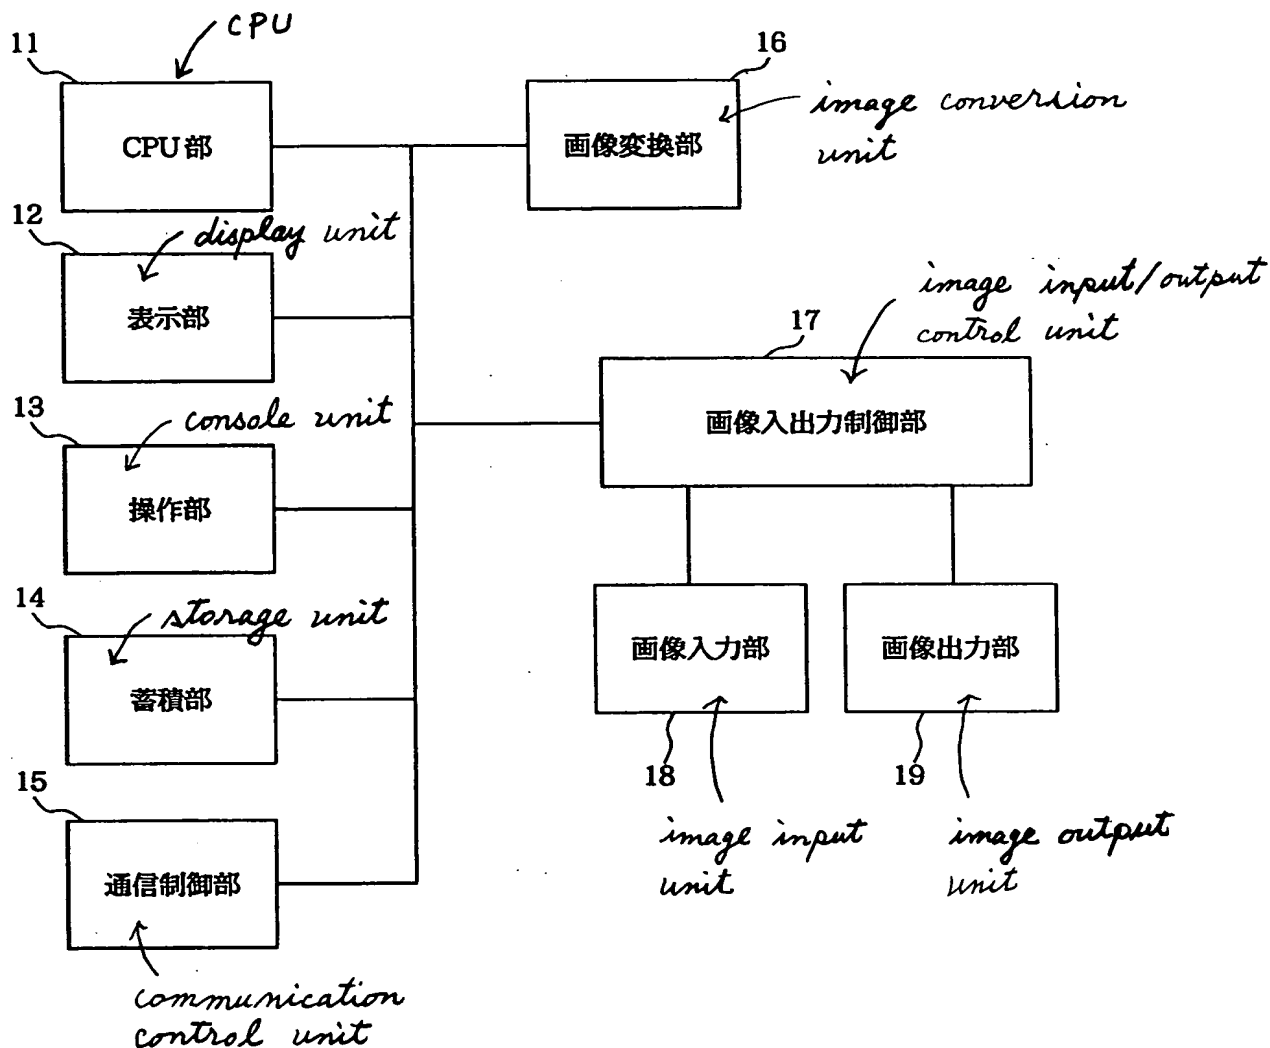 CPU
11
CPU部
16
画像変換部
image conversion
unit
12
display unit
表示部
image input/output
control unit
17
画像入出力制御部
13
console unit
操作部
14
storage unit
蓄積部
画像入力部
画像出力部
18
19
image input
unit
image output
unit
15
通信制御部
communication
control unit